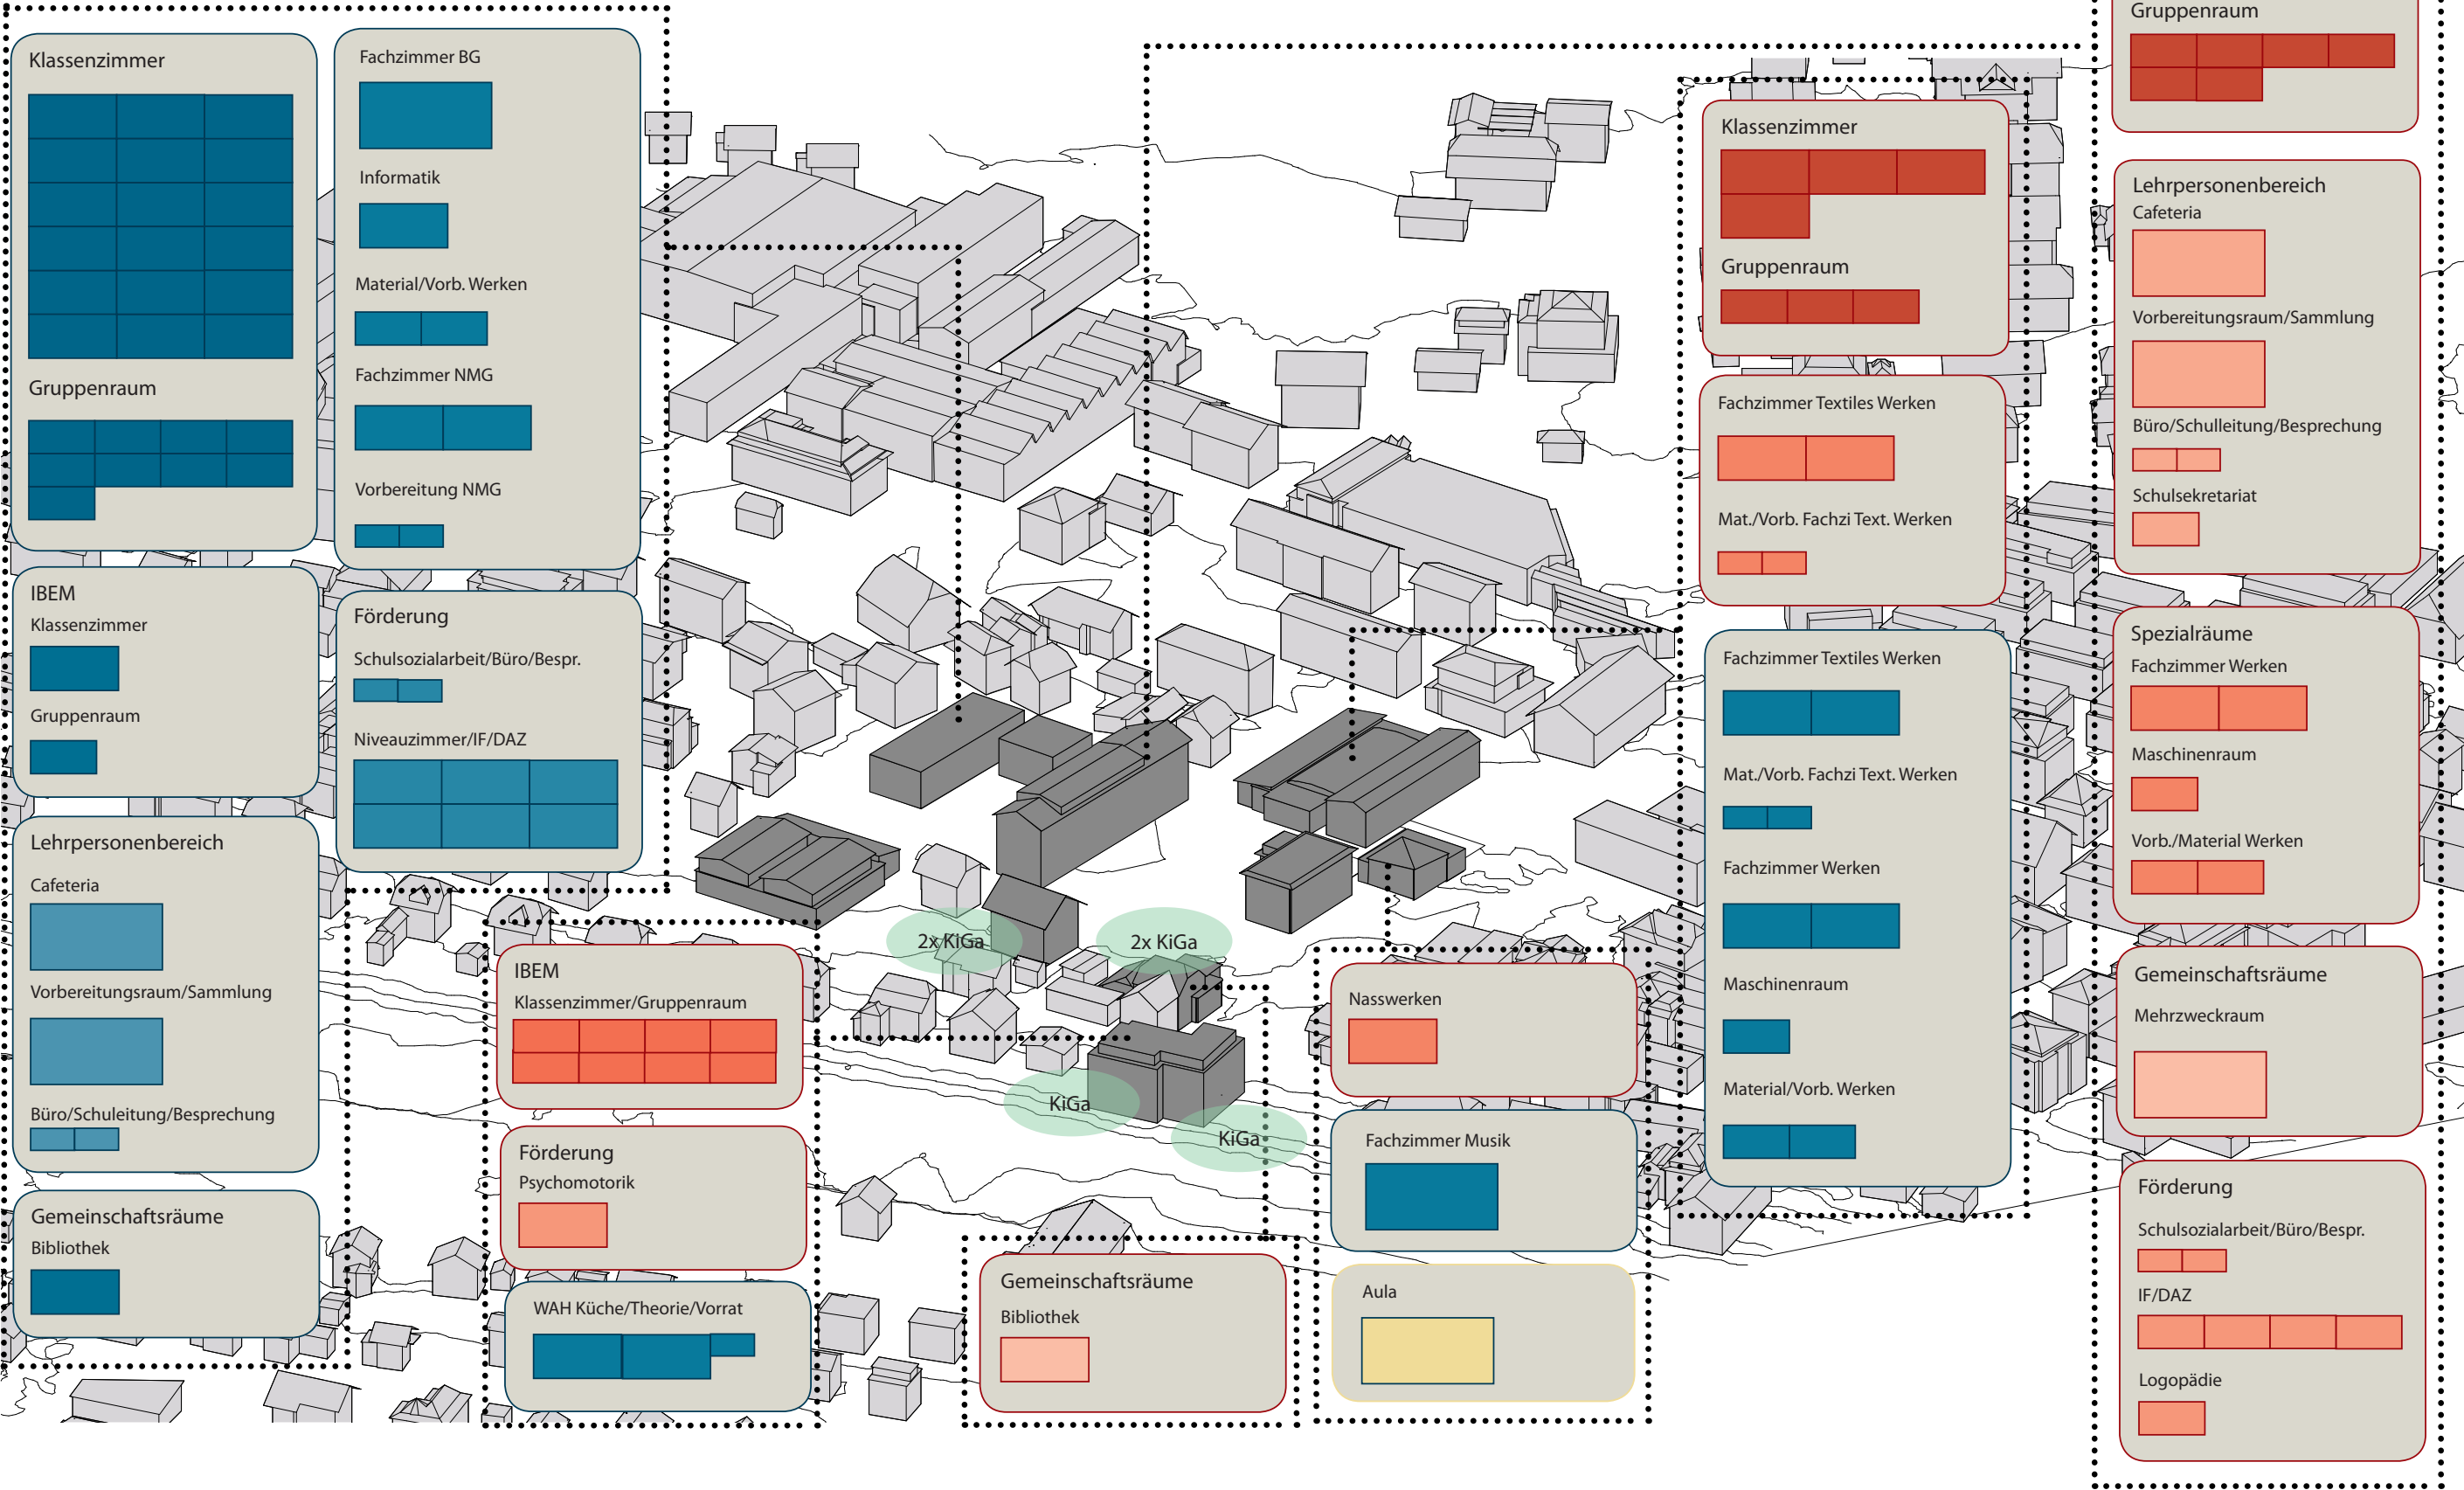 Klassenzimmer
Gruppenraum
IBEM
Klassenzimmer
Gruppenraum
Lehrpersonenbereich
Cafeteria
Vorbereitungsraum/Sammlung
Büro/Schuleitung/Besprechung
Gemeinschaftsräume
Bibliothek
Fachzimmer BG
Informatik
Material/Vorb. Werken
Fachzimmer NMG
Vorbereitung NMG
Förderung
Schulsozialarbeit/Büro/Bespr.
Niveauzimmer/IF/DAZ
IBEM
Klassenzimmer/Gruppenraum
Förderung
Psychomotorik
WAH Küche/Theorie/Vorrat
2x KiGa
2x KiGa
KiGa
KiGa
Gemeinschaftsräume
Bibliothek
Nasswerken
Fachzimmer Musik
Aula
Klassenzimmer
Gruppenraum
Fachzimmer Textiles Werken
Mat./Vorb. Fachzi Text. Werken
Fachzimmer Textiles Werken
Mat./Vorb. Fachzi Text. Werken
Fachzimmer Werken
Maschinenraum
Material/Vorb. Werken
Gruppenraum
Lehrpersonenbereich
Cafeteria
Vorbereitungsraum/Sammlung
Büro/Schulleitung/Besprechung
Schulsekretariat
Spezialräume
Fachzimmer Werken
Maschinenraum
Vorb./Material Werken
Gemeinschaftsräume
Mehrzweckraum
Förderung
Schulsozialarbeit/Büro/Bespr.
IF/DAZ
Logopädie